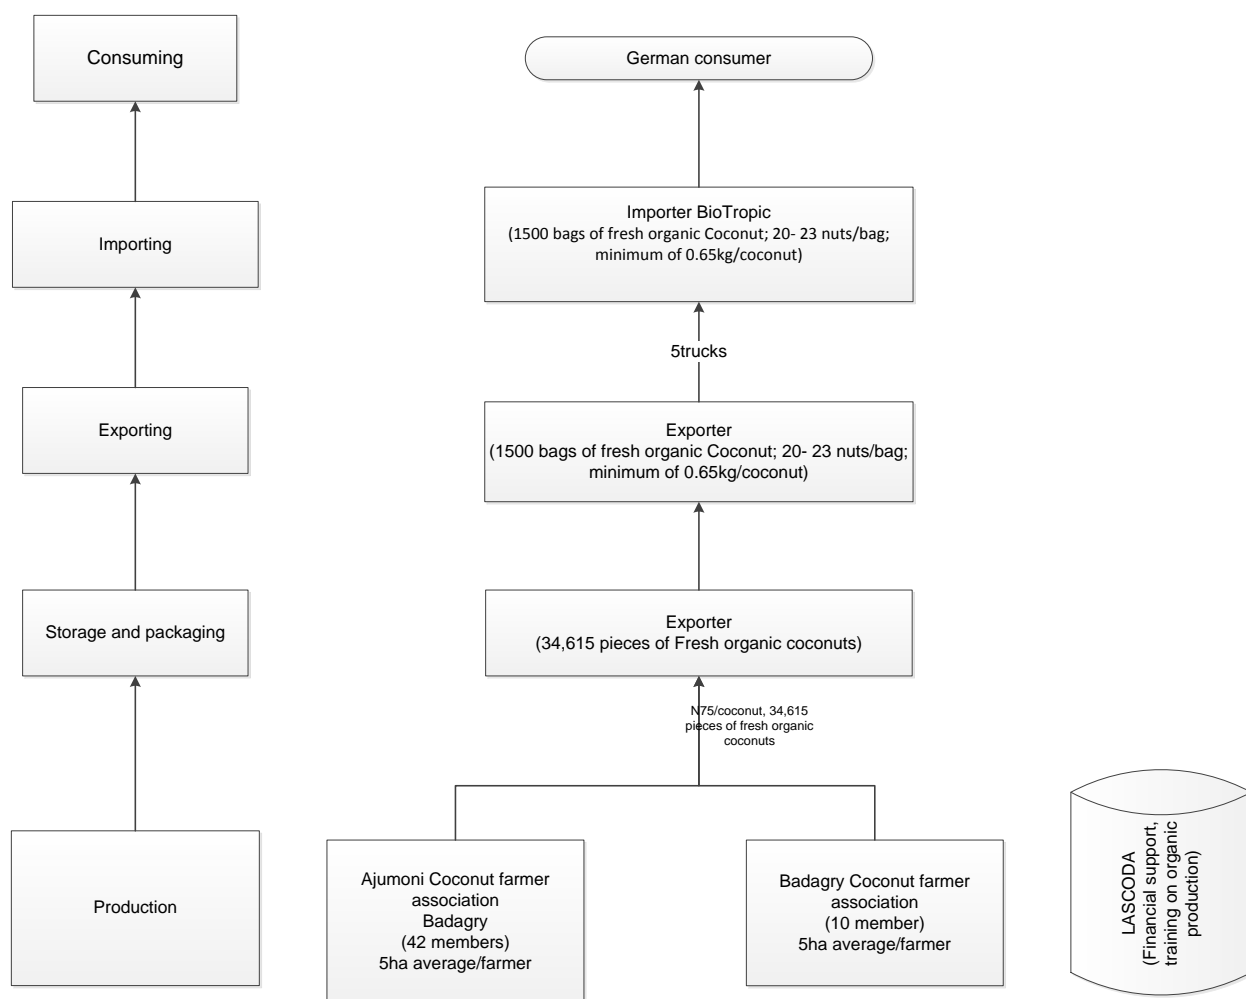 Consuming
German consumer
Importing
Importer BioTropic
(1500 bags of fresh organic Coconut; 20- 23 nuts/bag;
minimum of 0.65kg/coconut)
5trucks
Exporting
Exporter
(1500 bags of fresh organic Coconut; 20- 23 nuts/bag;
minimum of 0.65kg/coconut)
Storage and packaging
Exporter
(34,615 pieces of Fresh organic coconuts)
N75/coconut, 34,615
pieces of fresh organic
coconuts
Production
Ajumoni Coconut farmer
association
Badagry
(42 members)
5ha average/farmer
Badagry Coconut farmer
association
(10 member)
5ha average/farmer
LASCODA
(Financial support,
training on organic
production)